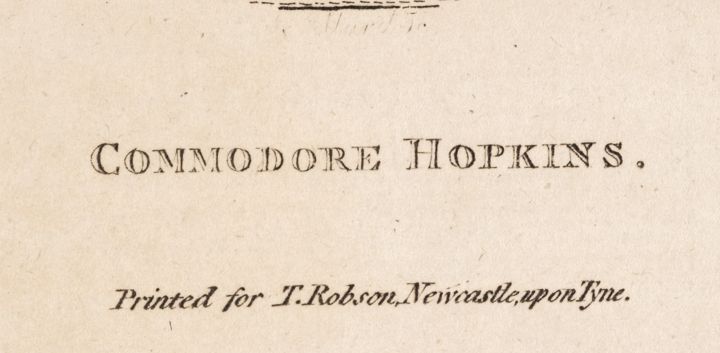 COMMODORE HOPKINS.
Printed for T. Robson, Newcastle, upon Tyne.